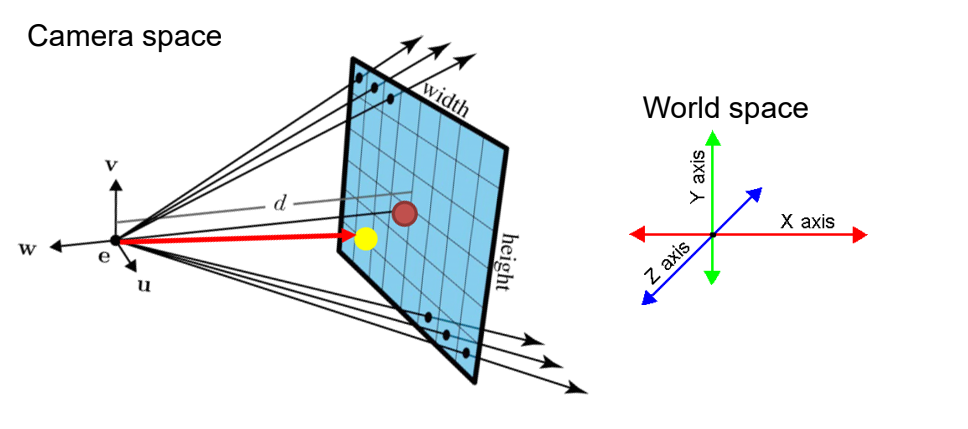 Camera space
width
World space
v
Y axis
d
X axis
w
e
height
Z axis
u